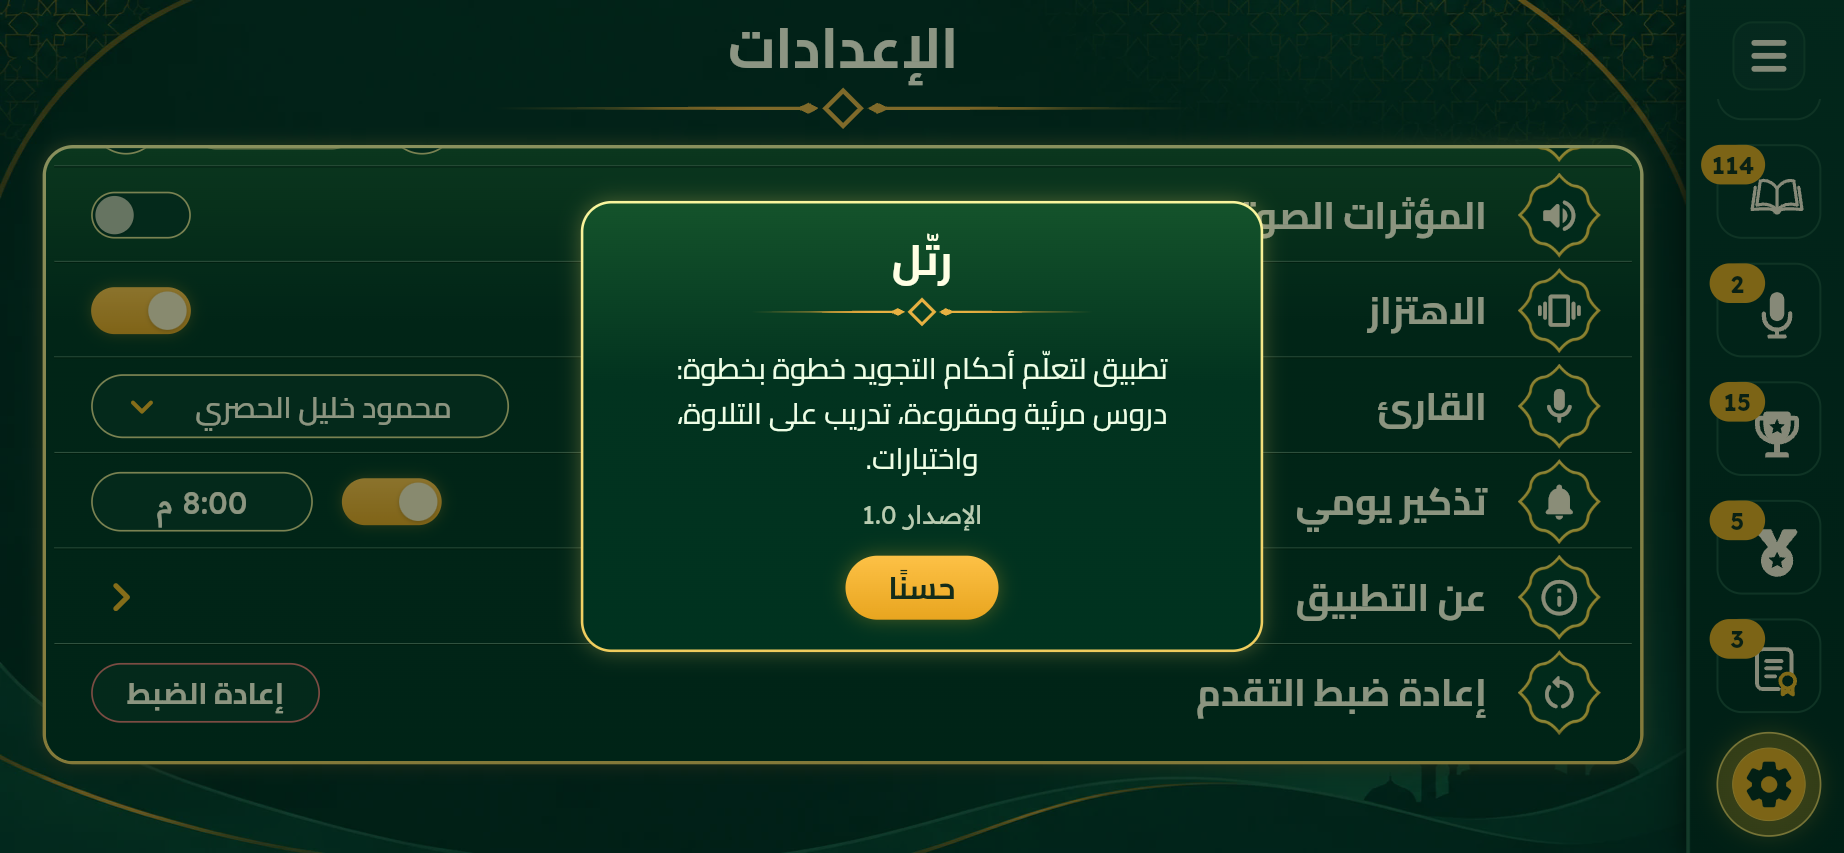 الإعدادات
114
2
15
5
3
المؤثرات
الاهتزاز
القارئ
محمود خليل الحصري
تذكير يومي
8:00 م
عن التطبيق
إعادة ضبط التقدم
إعادة الضبط
رتّل
تطبيق لتعلّم أحكام التجويد خطوة بخطوة:
دروس مرئية ومقروءة، تدريب على التلاوة،
واختبارات.
الإصدار 1.0
حسنًا